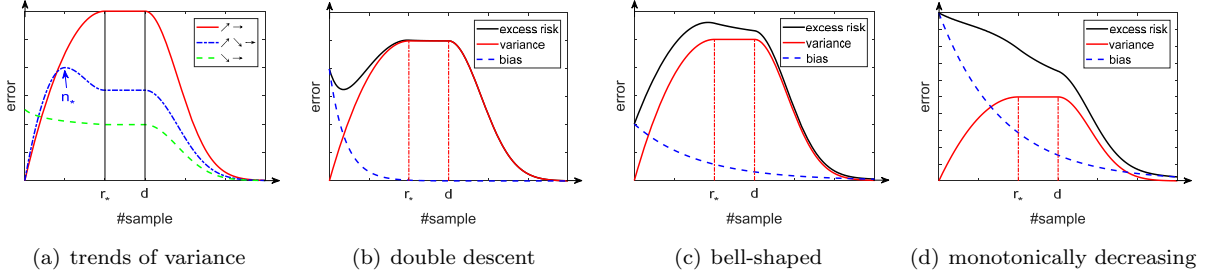 ↗→
↗↘→
↘→
n*
error
r* d
#sample
(a) trends of variance
excess risk
variance
bias
error
r* d
#sample
(b) double descent
excess risk
variance
bias
error
r* d
#sample
(c) bell-shaped
excess risk
variance
bias
error
r* d
#sample
(d) monotonically decreasing